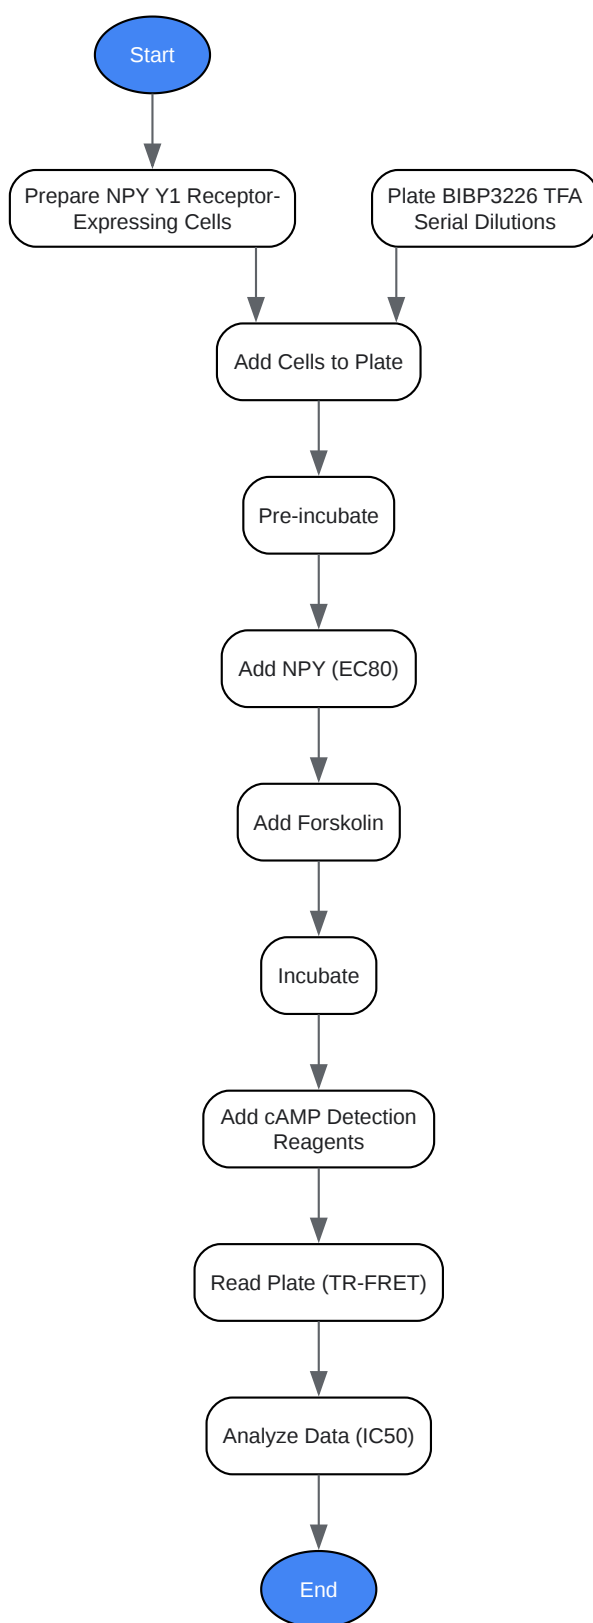 Start
Prepare NPY Y1 Receptor-
Expressing Cells
Plate BIBP3226 TFA
Serial Dilutions
Add Cells to Plate
Pre-incubate
Add NPY (EC80)
Add Forskolin
Incubate
Add cAMP Detection
Reagents
Read Plate (TR-FRET)
Analyze Data (IC50)
End